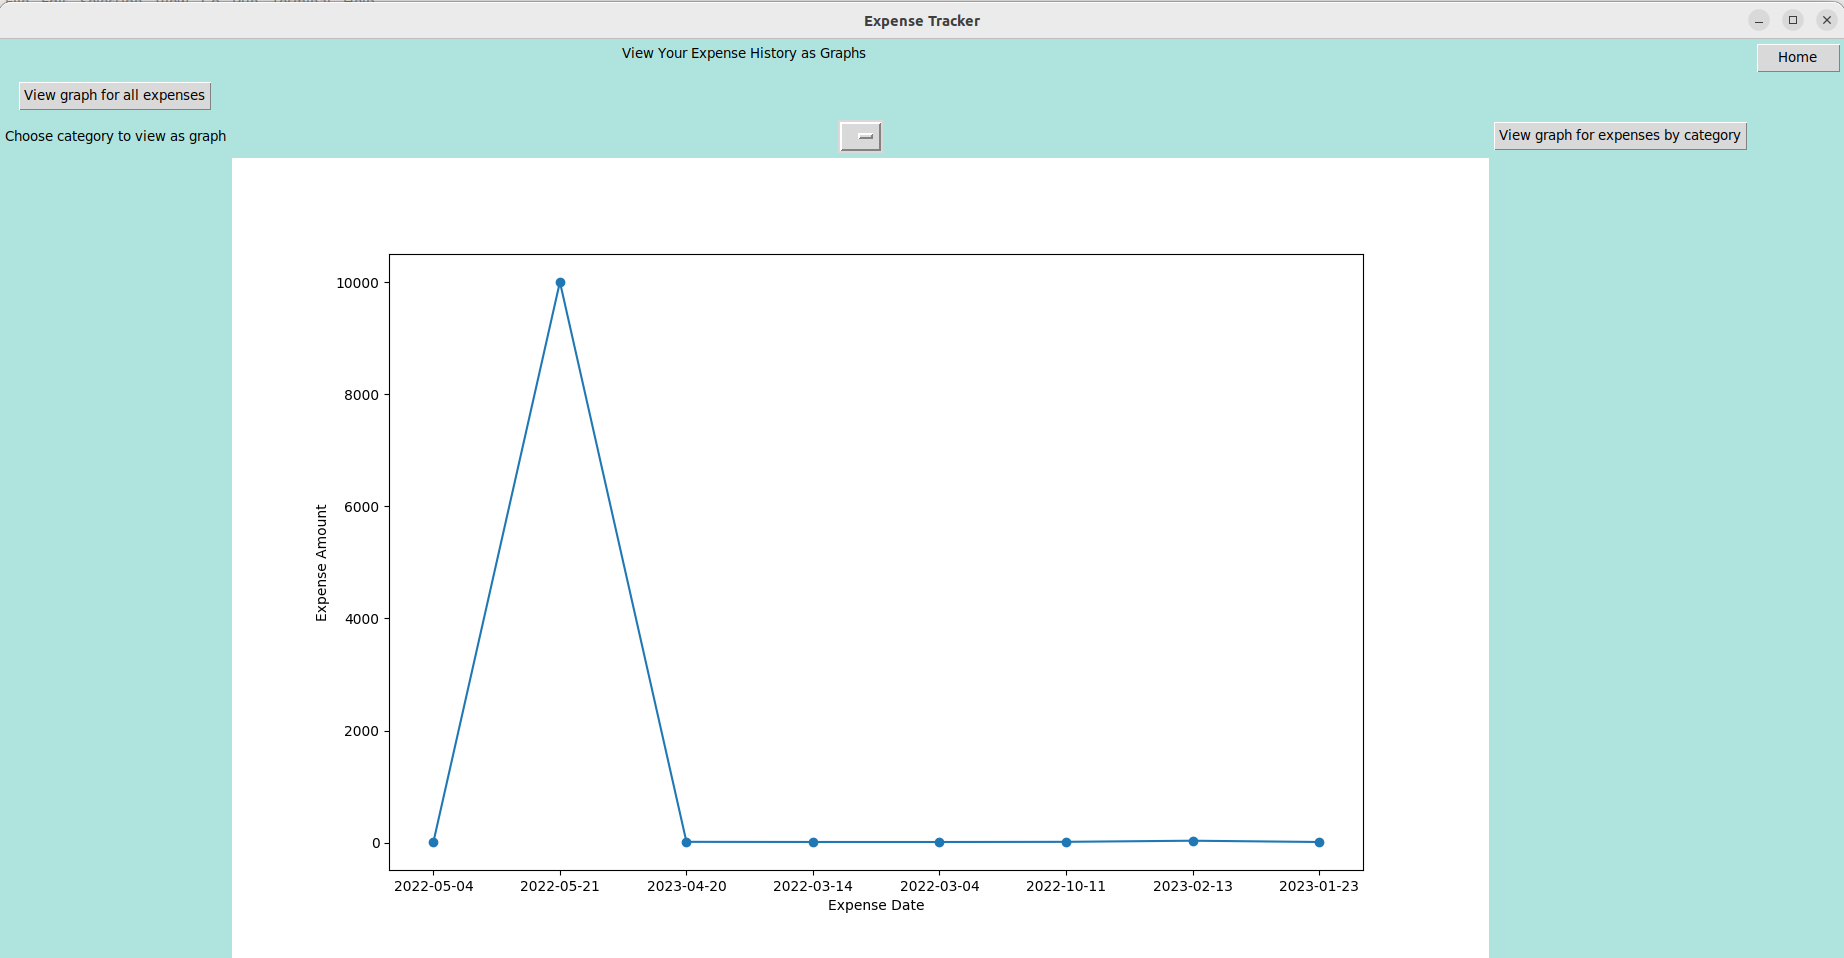 Expense Tracker
View Your Expense History as Graphs
Home
View graph for all expenses
Choose category to view as graph
View graph for expenses by category
10000
8000
6000
4000
2000
0
Expense Amount
2022-05-04 2022-05-21 2023-04-20 2022-03-14 2022-03-04 2022-10-11 2023-02-13 2023-01-23
Expense Date